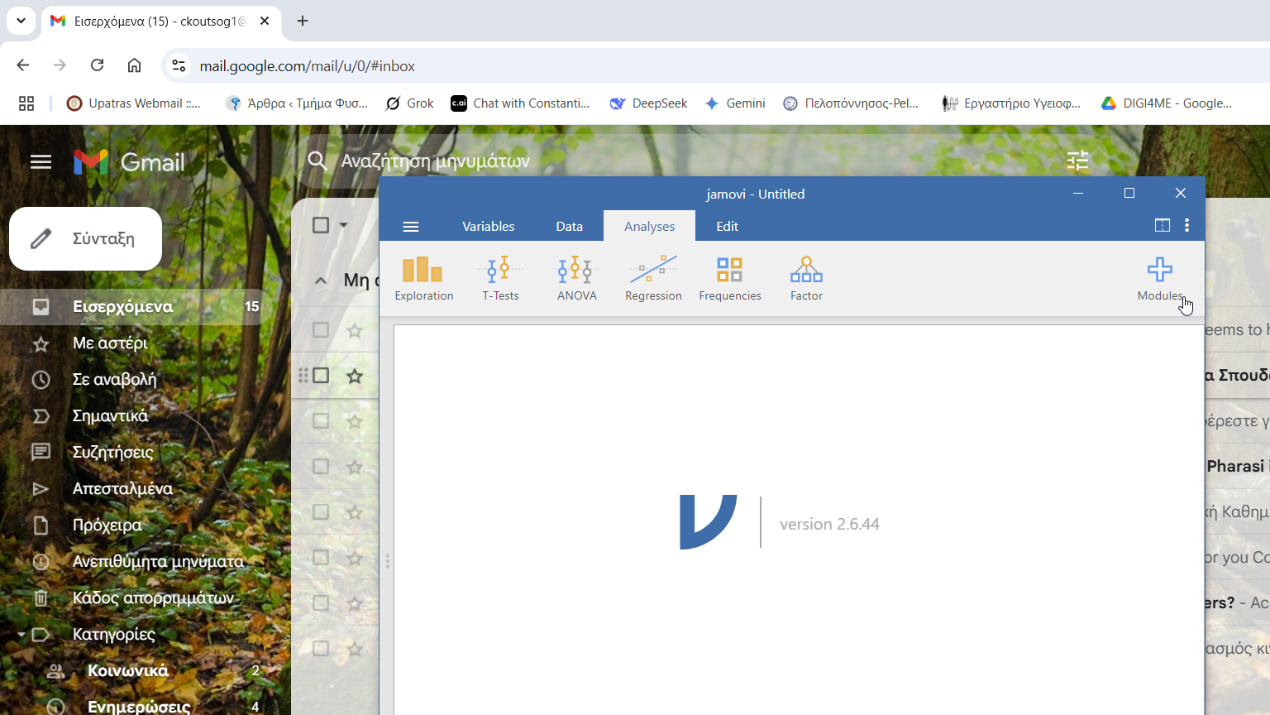 Εισερχόμενα (15) - ckoutsog1@
mail.google.com/mail/u/0/#inbox
Upatras Webmail ::...
Άρθρα ‹ Τμήμα Φυσ...
Grok
c.ai
Chat with Constanti...
DeepSeek
Gemini
Πελοπόννησος-Pel...
Εργαστήριο Υγειοφ...
DIGI4ME - Google...
Gmail
Αναζήτηση μηνυμάτων
Σύνταξη
Εισερχόμενα 15
Με αστέρι
Σε αναβολή
Σημαντικά
Συζητήσεις
Απεσταλμένα
Πρόχειρα
Ανεπιθύμητα μηνύματα
Κάδος απορριμμάτων
Κατηγορίες
Κοινωνικά 2
Ενημερώσεις 4
Μη
jamovi - Untitled
Variables Data Analyses Edit
Exploration T-Tests ANOVA Regression Frequencies Factor Modules
version 2.6.44
eems to
α Σπουδ
έρεστε
Pharasi
κή Καθημ
or you Co
ers? - Ac
ασμός κι